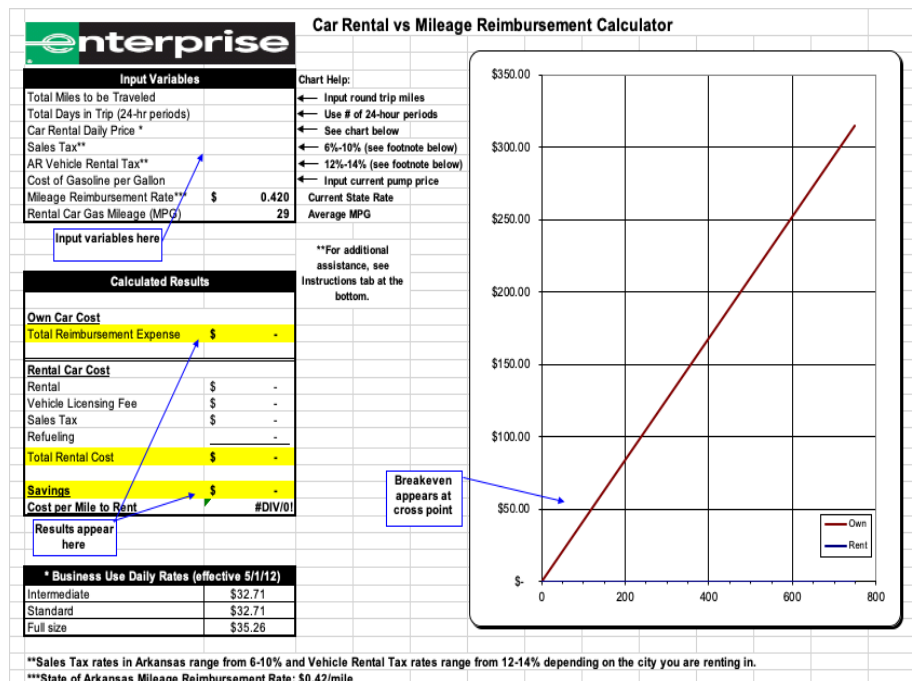 enterprise
Car Rental vs Mileage Reimbursement Calculator
Input Variables
Chart Help:
Total Miles to be Traveled
Input round trip miles
Total Days in Trip (24-hr periods)
Use # of 24-hour periods
Car Rental Daily Price *
See chart below
Sales Tax**
6%-10% (see footnote below)
AR Vehicle Rental Tax**
12%-14% (see footnote below)
Cost of Gasoline per Gallon
Input current pump price
Mileage Reimbursement Rate*** $ 0.420
Current State Rate
Rental Car Gas Mileage (MPG) 29
Average MPG
Input variables here
**For additional
assistance, see
Instructions tab at the
bottom.
Calculated Results
Own Car Cost
Total Reimbursement Expense $ -
Rental Car Cost
Rental $ -
Vehicle Licensing Fee $ -
Sales Tax $ -
Refueling -
Total Rental Cost $ -
Savings $ -
Cost per Mile to Rent #DIV/0!
Results appear
here
* Business Use Daily Rates (effective 5/1/12)
Intermediate $32.71
Standard $32.71
Full size $35.26
$350.00
$300.00
$250.00
$200.00
$150.00
$100.00
$50.00
$-
0 200 400 600 800
Breakeven
appears at
cross point
Own
Rent
**Sales Tax rates in Arkansas range from 6-10% and Vehicle Rental Tax rates range from 12-14% depending on the city you are renting in.
***State of Arkansas Mileage Reimbursement Rate: $0.42/mile